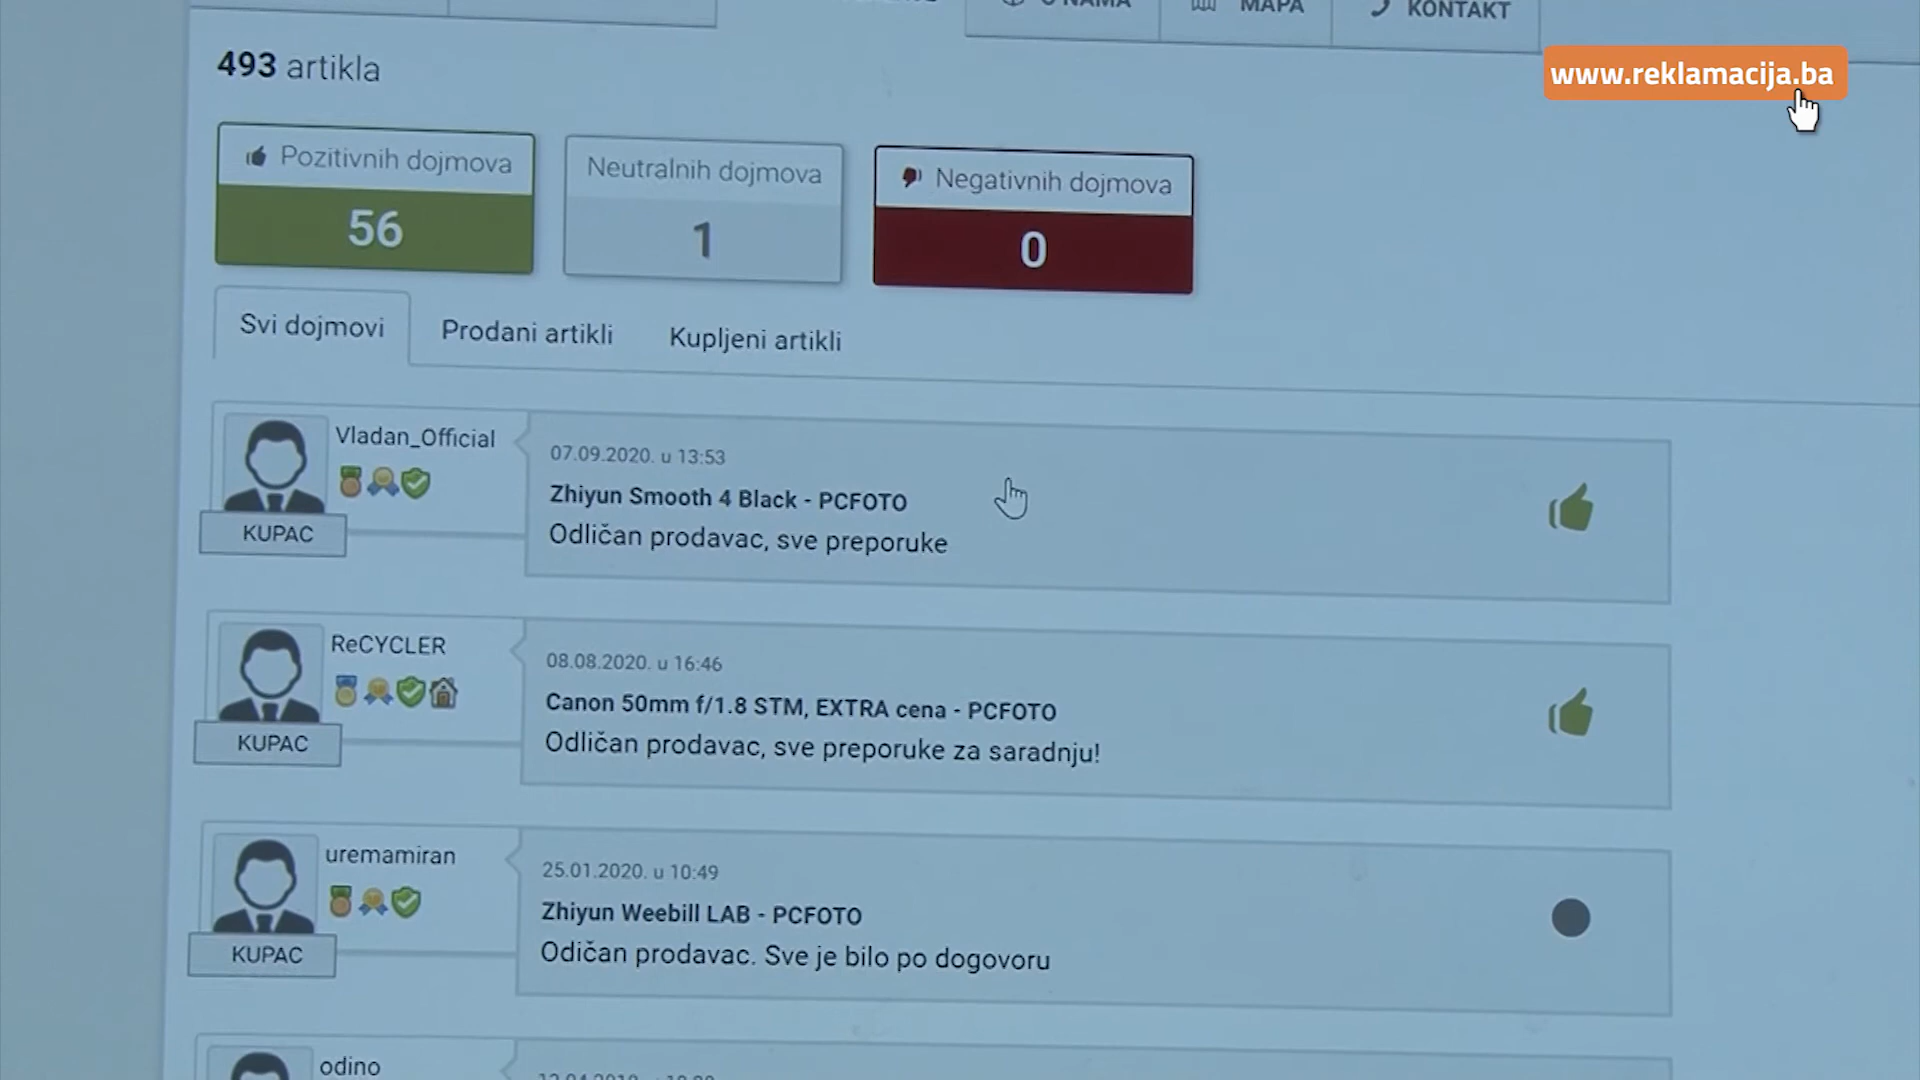 O NAMA
MAPA
KONTAKT
www.reklamacija.ba
493 artikla
Pozitivnih dojmova
56
Neutralnih dojmova
1
Negativnih dojmova
0
Svi dojmovi
Prodani artikli
Kupljeni artikli
Vladan_Official
KUPAC
07.09.2020. u 13:53
Zhiyun Smooth 4 Black - PCFOTO
Odličan prodavac, sve preporuke
ReCYCLER
KUPAC
08.08.2020. u 16:46
Canon 50mm f/1.8 STM, EXTRA cena - PCFOTO
Odličan prodavac, sve preporuke za saradnju!
uremamiran
KUPAC
25.01.2020. u 10:49
Zhiyun Weebill LAB - PCFOTO
Odičan prodavac. Sve je bilo po dogovoru
odino